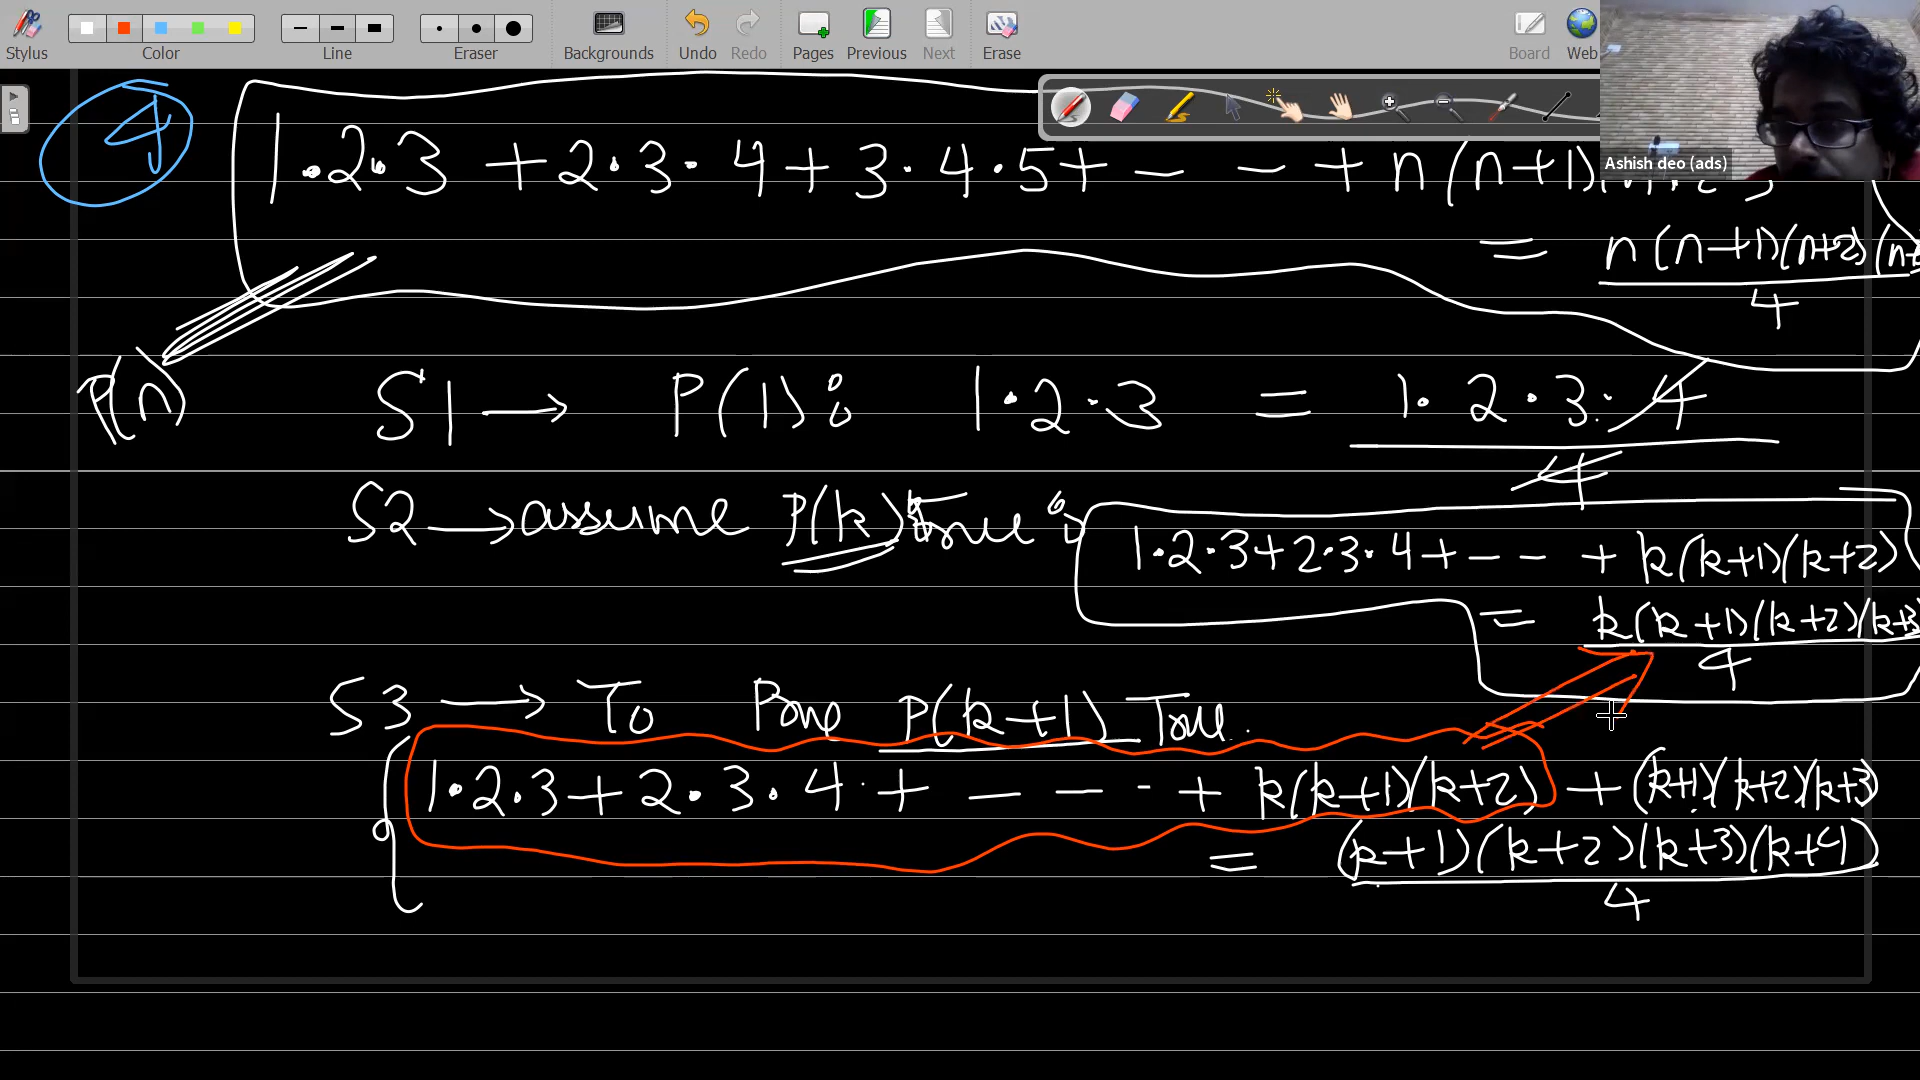 Stylus Color Line Eraser Backgrounds Undo Redo Pages Previous Next Erase Board Web
Ashish deo (ads)
4
1·2·3 + 2·3·4 + 3·4·5 + - - + n(n+1)
= n(n+1)(n+2)(n+
4
P(n)
S1 → P(1): 1·2·3 = 1·2·3·4
4
S2 → assume P(k) True :
1·2·3+2·3·4+ - - + k(k+1)(k+2)
= k(k+1)(k+2)(k+3)
4
S3 → To Prove P(k+1) True.
1·2·3+2·3·4·+ - - - + k(k+1)(k+2) + (k+1)(k+2)(k+3)
= (k+1)(k+2)(k+3)(k+4)
4